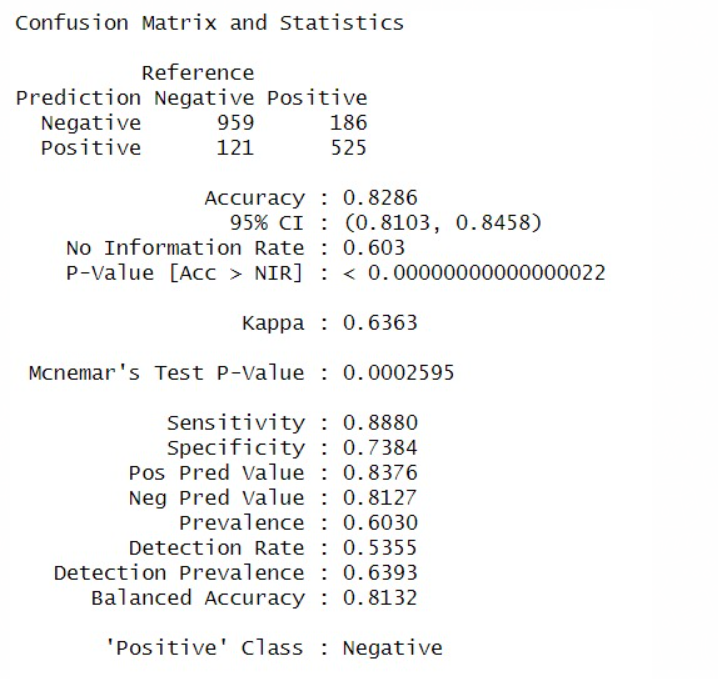 Confusion Matrix and Statistics
Reference
Prediction Negative Positive
Negative 959 186
Positive 121 525
Accuracy : 0.8286
95% CI : (0.8103, 0.8458)
No Information Rate : 0.603
P-Value [Acc > NIR] : < 0.00000000000000022
Kappa : 0.6363
Mcnemar's Test P-Value : 0.0002595
Sensitivity : 0.8880
Specificity : 0.7384
Pos Pred Value : 0.8376
Neg Pred Value : 0.8127
Prevalence : 0.6030
Detection Rate : 0.5355
Detection Prevalence : 0.6393
Balanced Accuracy : 0.8132
'Positive' Class : Negative